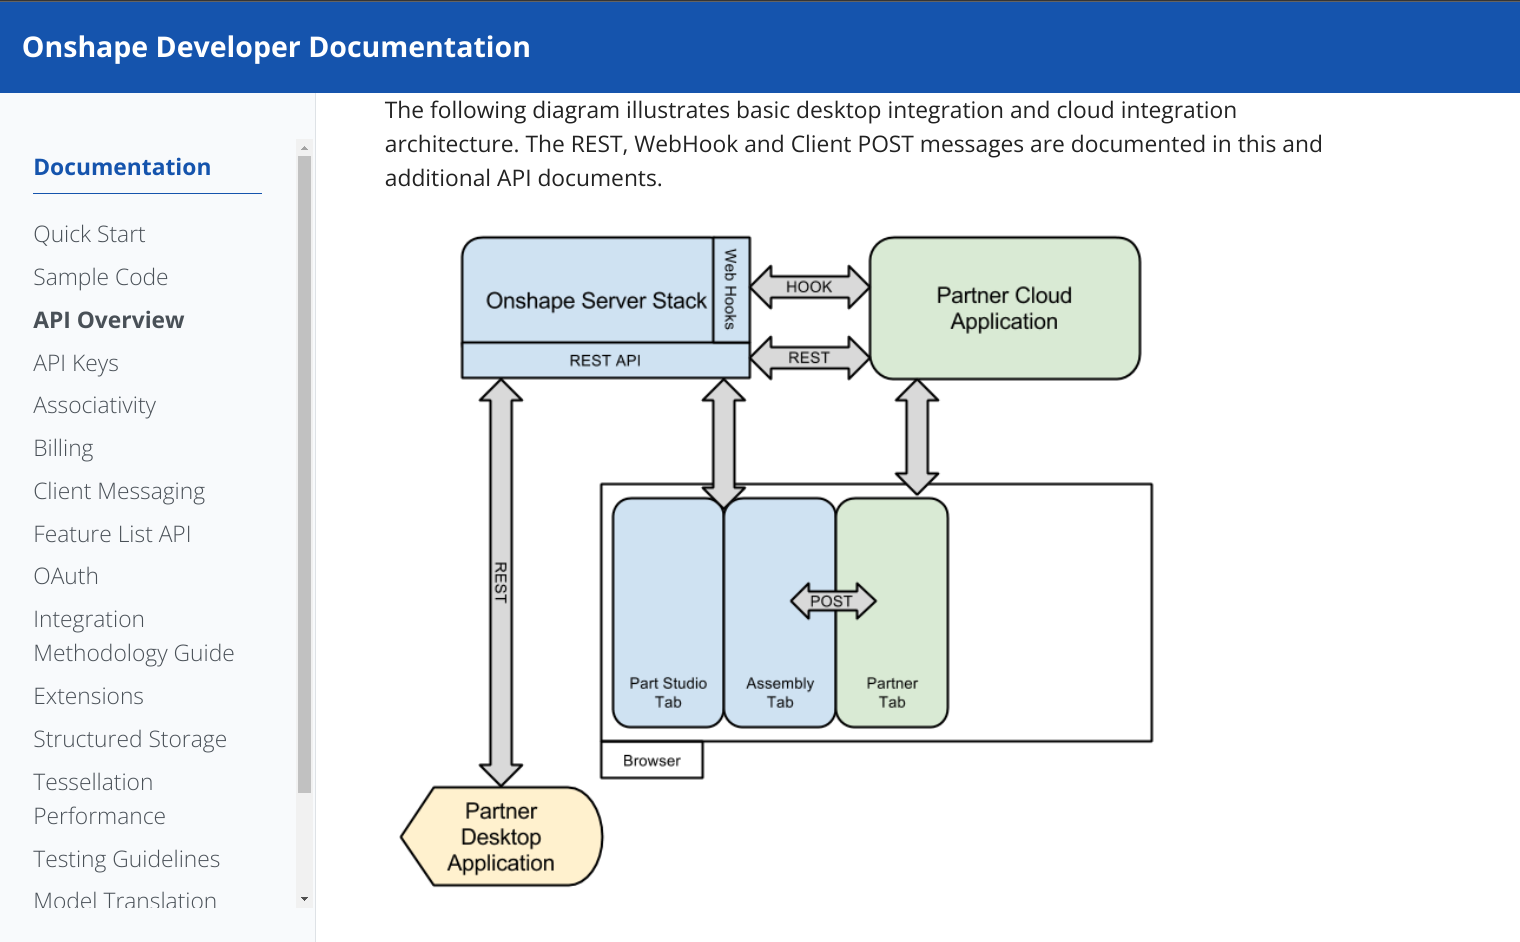 Onshape Developer Documentation
Documentation
Quick Start
Sample Code
API Overview
API Keys
Associativity
Billing
Client Messaging
Feature List API
OAuth
Integration
Methodology Guide
Extensions
Structured Storage
Tessellation
Performance
Testing Guidelines
Model Translation
The following diagram illustrates basic desktop integration and cloud integration
architecture. The REST, WebHook and Client POST messages are documented in this and
additional API documents.
Onshape Server Stack
Web Hooks
REST API
HOOK
REST
Partner Cloud
Application
REST
POST
Part Studio
Tab
Assembly
Tab
Partner
Tab
Browser
Partner
Desktop
Application